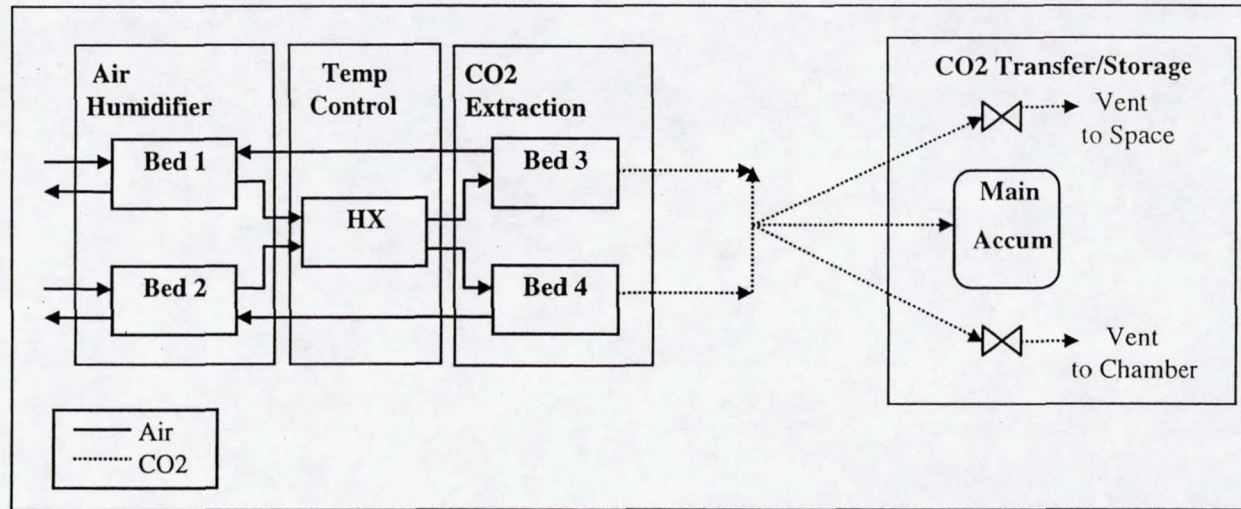 Air
Humidifier
Bed 1
Bed 2
Temp
Control
HX
CO2
Extraction
Bed 3
Bed 4
CO2 Transfer/Storage
Vent
to Space
Main
Accum
Vent
to Chamber
Air
CO2